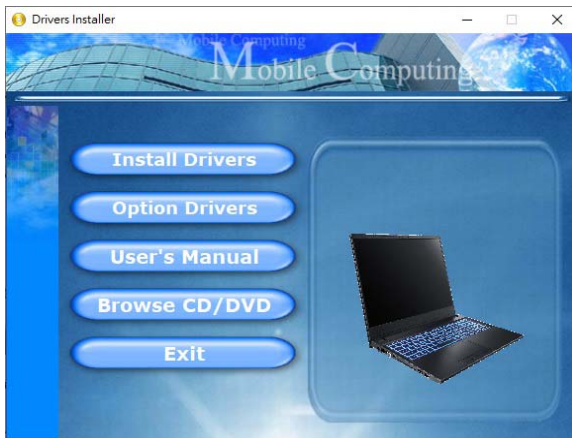 Drivers Installer
Mobile Computing
Mobile Computing
Install Drivers
Option Drivers
User's Manual
Browse CD/DVD
Exit